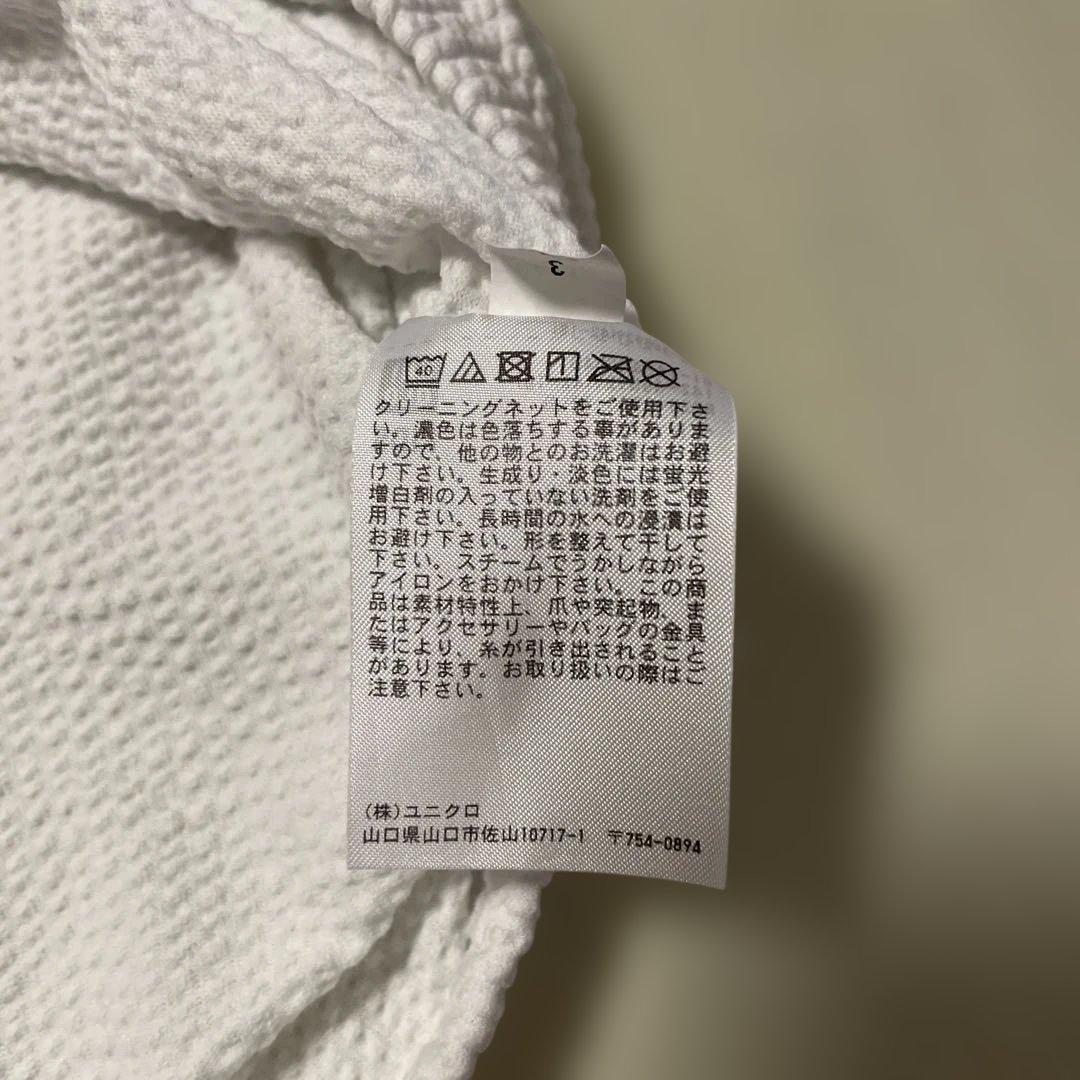 3
40
クリーニングネットをご使用下さ
い。濃色は色落ちする事がありま
すので、他の物とのお洗濯はお避
け下さい。生成り・淡色には蛍光
増白剤の入っていない洗剤をご使
用下さい。長時間の水への浸漬は
お避け下さい。形を整えて干して
下さい。スチームでうかしながら
アイロンをおかけ下さい。この商
品は素材特性上、爪や突起物、ま
たはアクセサリーやバッグの金具
等により、糸が引き出されること
があります。お取り扱いの際はご
注意下さい。
(株)ユニクロ
山口県山口市佐山10717-1 〒754-0894